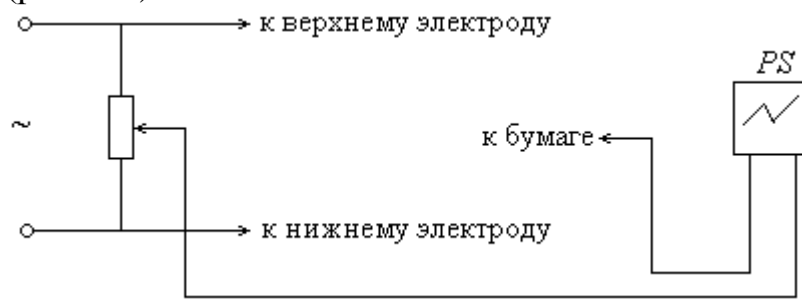 к верхнему электроду
PS
~
к бумаге
к нижнему электроду